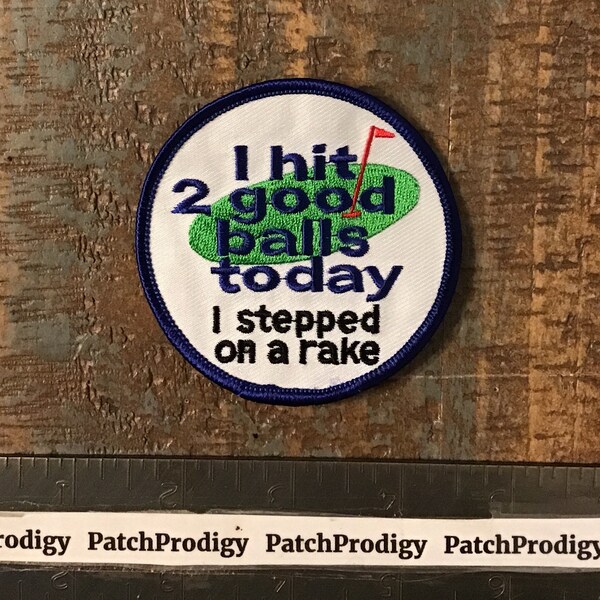 I hit
2 good
balls
today
I stepped
on a rake
rodigy PatchProdigy PatchProdigy PatchProdigy